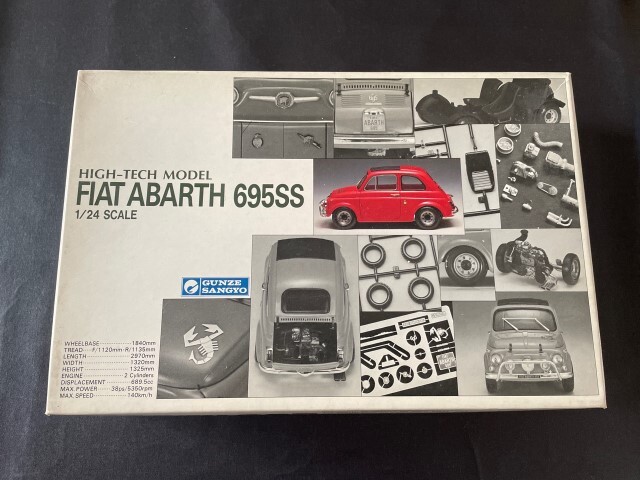 HIGH-TECH MODEL
FIAT ABARTH 695SS
1/24 SCALE
GUNZE
SANGYO
WHEELBASE 1840mm
TREAD F/1120mm·R/1135mm
LENGTH 2970mm
WIDTH 1320mm
HEIGHT 1325mm
ENGINE 2 Cylinders
DISPLACEMENT 689.5cc
MAX. POWER 38ps/5350rpm
MAX. SPEED 140km/h
ABARTH